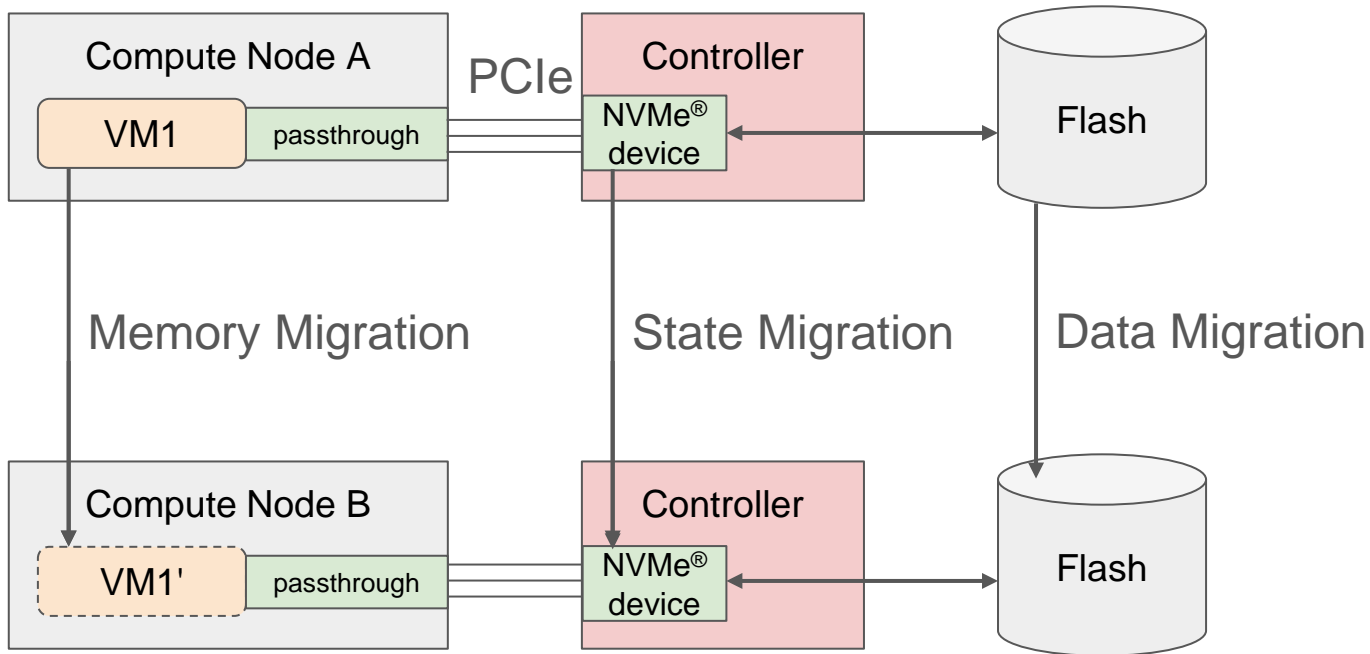 Compute Node A
PCIe
Controller
VM1
passthrough
NVMe®
device
Flash
Memory Migration
State Migration
Data Migration
Compute Node B
Controller
VM1'
passthrough
NVMe®
device
Flash